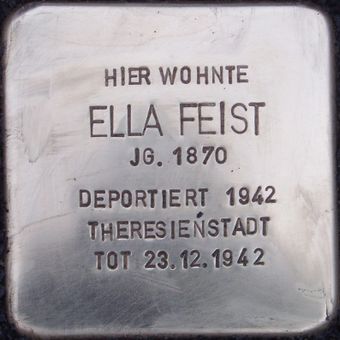 HIER WOHNTE
ELLA FEIST
JG. 1870
DEPORTIERT 1942
THERESIENSTADT
TOT 23.12.1942